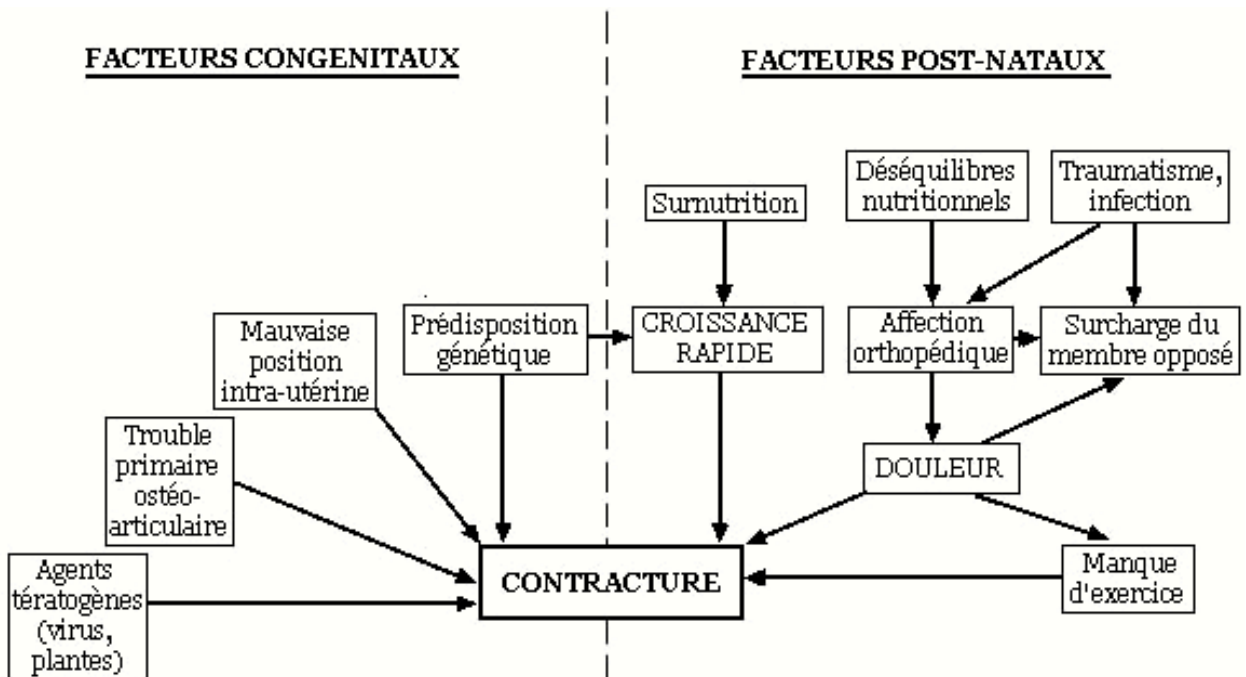 FACTEURS CONGENITAUX
FACTEURS POST-NATAUX
Surnutrition
Déséquilibres
nutritionnels
Traumatisme,
infection
Mauvaise
position
intra-utérine
Prédisposition
génétique
CROISSANCE
RAPIDE
Affection
orthopédique
Surcharge du
membre opposé
Trouble
primaire
ostéo-
articulaire
DOULEUR
Agents
tératogènes
(virus,
plantes)
CONTRACTURE
Manque
d'exercice